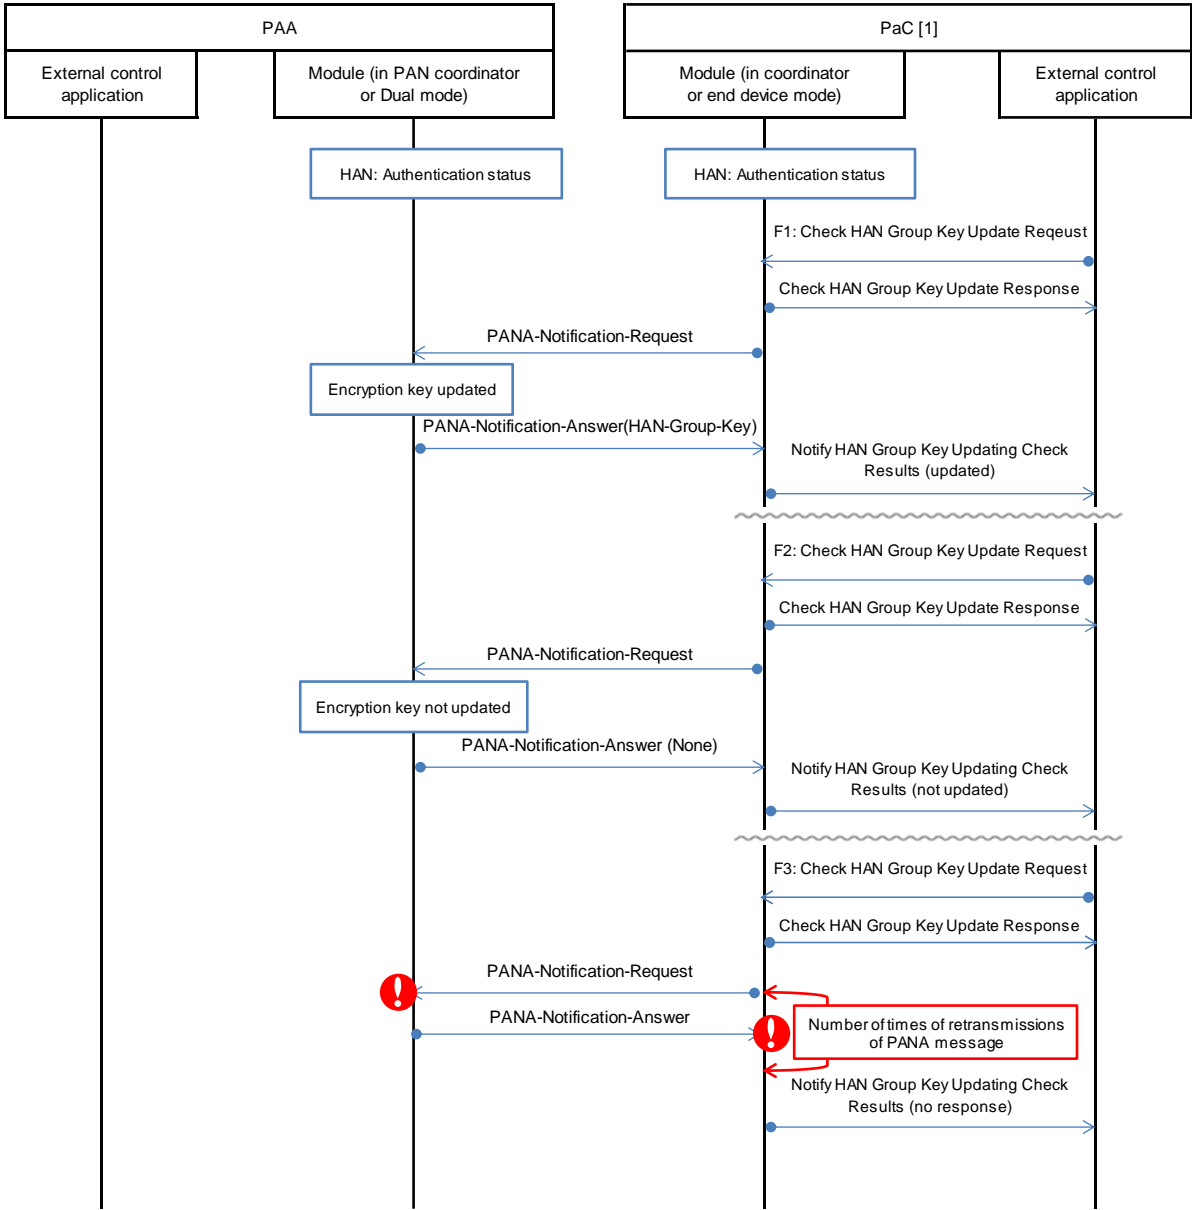 PAA
PaC [1]
External control
application
Module (in PAN coordinator
or Dual mode)
Module (in coordinator
or end device mode)
External control
application
HAN: Authentication status
HAN: Authentication status
F1: Check HAN Group Key Update Reqeust
Check HAN Group Key Update Response
PANA-Notification-Request
Encryption key updated
PANA-Notification-Answer(HAN-Group-Key)
Notify HAN Group Key Updating Check
Results (updated)
F2: Check HAN Group Key Update Request
Check HAN Group Key Update Response
PANA-Notification-Request
Encryption key not updated
PANA-Notification-Answer (None)
Notify HAN Group Key Updating Check
Results (not updated)
F3: Check HAN Group Key Update Request
Check HAN Group Key Update Response
PANA-Notification-Request
PANA-Notification-Answer
Number of times of retransmissions
of PANA message
Notify HAN Group Key Updating Check
Results (no response)